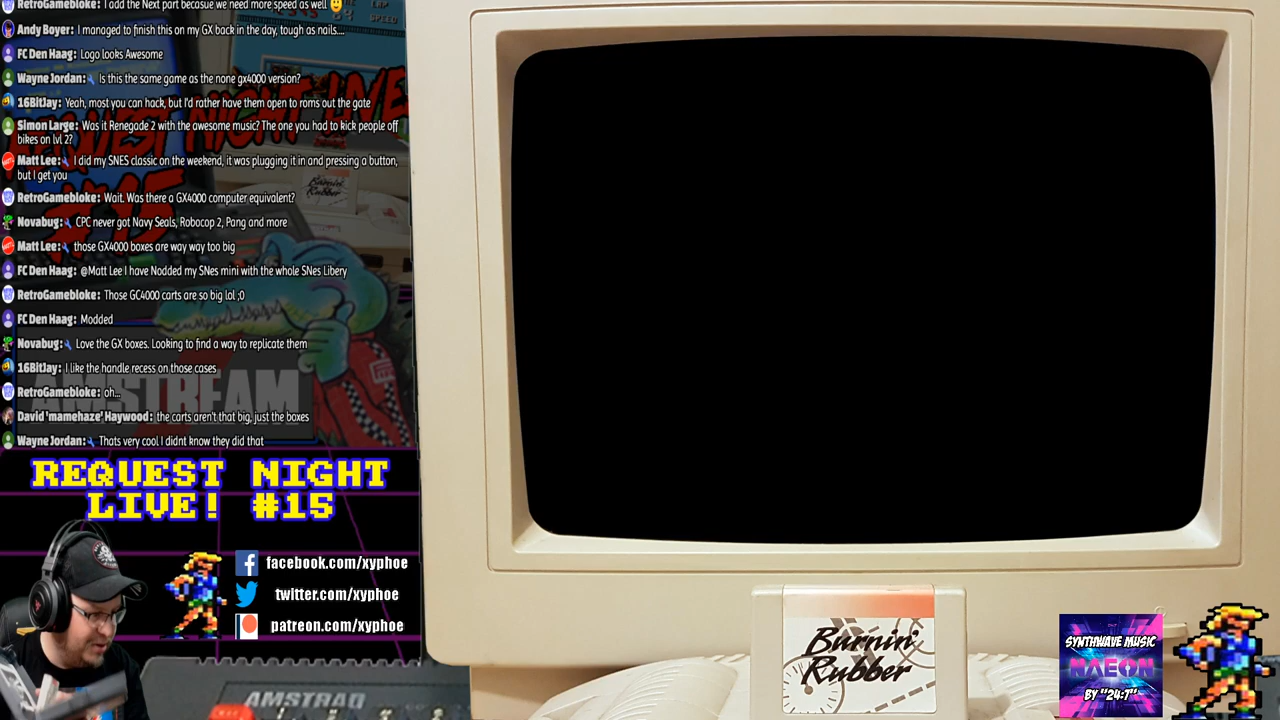 RetroGamebloke: I add the Next part becasue we need more speed as well
Andy Boyer: I managed to finish this on my GX back in the day, tough as nails....
FC Den Haag: Logo looks Awesome
Wayne Jordan: Is this the same game as the none gx4000 version?
16BitJay: Yeah, most you can hack, but I'd rather have them open to roms out the gate
Simon Large: Was it Renegade 2 with the awesome music? The one you had to kick people off
bikes on lvl 2?
Matt Lee: I did my SNES classic on the weekend, it was plugging it in and pressing a button,
but I get you
RetroGamebloke: Wait. Was there a GX4000 computer equivalent?
Novabug: CPC never got Navy Seals, Robocop 2, Pang and more
Matt Lee: those GX4000 boxes are way way too big
FC Den Haag: @Matt Lee I have Nodded my SNes mini with the whole SNes Libery
RetroGamebloke: Those GC4000 carts are so big lol ;0
FC Den Haag: Modded
Novabug: Love the GX boxes. Looking to find a way to replicate them
16BitJay: I like the handle recess on those cases
RetroGamebloke: oh...
David 'mamehaze' Haywood: the carts aren't that big, just the boxes
Wayne Jordan: Thats very cool I didnt know they did that
AMSTREAM
REQUEST NIGHT
LIVE! #15
facebook.com/xyphoe
twitter.com/xyphoe
patreon.com/xyphoe
AMSTRAD
Burnin'
Rubber
SYNTHWAVE MUSIC
HAEON
BY "24:7"